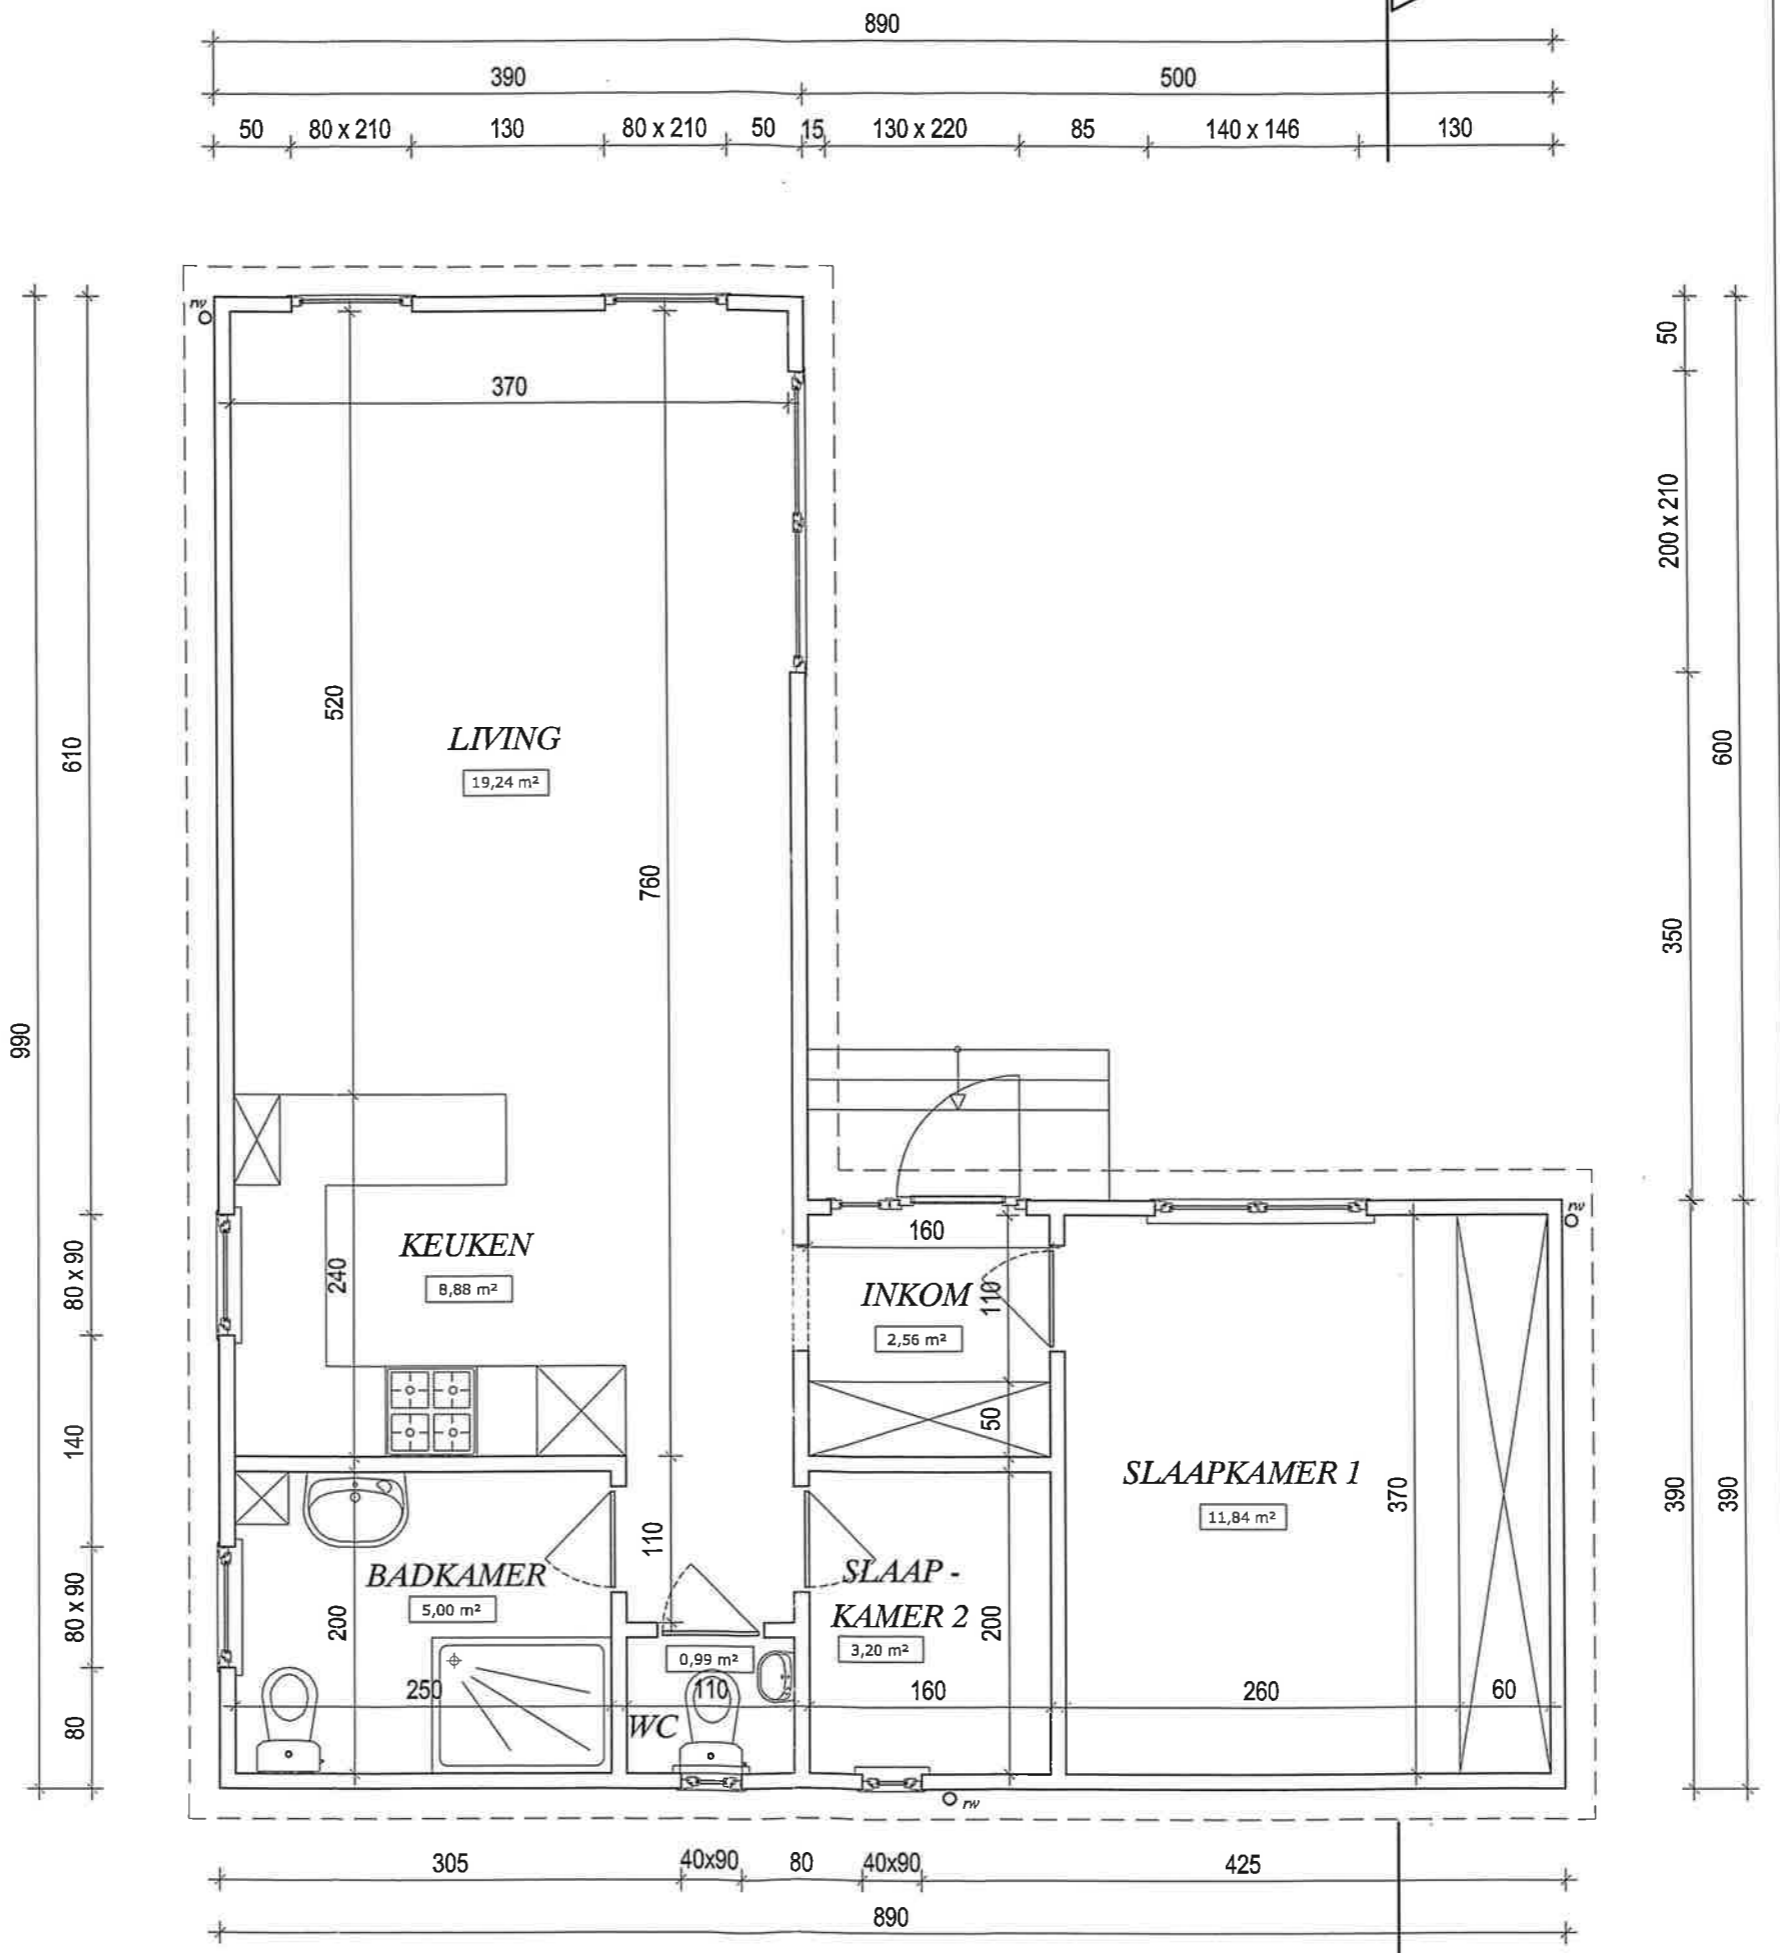 890
390
500
50
80 x 210
130
80 x 210
50
15
130 x 220
85
140 x 146
130
rw
50
370
200 x 210
520
LIVING
19,24 m²
610
600
760
350
990
rw
160
KEUKEN
8,88 m²
240
80 x 90
INKOM
110
2,56 m²
50
140
SLAAPKAMER 1
11,84 m²
370
390
390
110
BADKAMER
5,00 m²
SLAAP -
KAMER 2
3,20 m²
80 x 90
200
200
0,99 m²
250
110
160
260
60
WC
80
rw
305
40x90
80
40x90
425
890